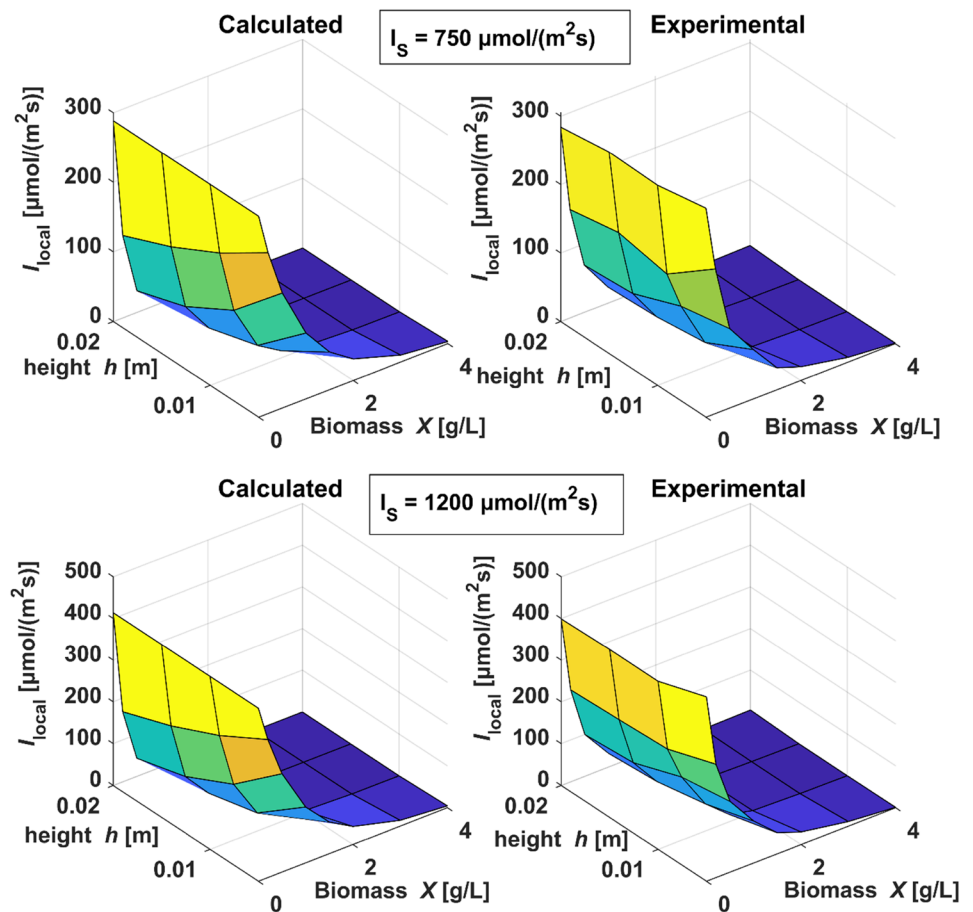 Calculated
I_S = 750 µmol/(m²s)
Experimental
I_local [µmol/(m²s)]
300
200
100
0
0.02
0.01
0
height h [m]
2
4
Biomass X [g/L]
I_local [µmol/(m²s)]
300
200
100
0
0.02
0.01
0
height h [m]
2
4
Biomass X [g/L]
Calculated
I_S = 1200 µmol/(m²s)
Experimental
I_local [µmol/(m²s)]
500
400
300
200
100
0
0.02
0.01
0
height h [m]
2
4
Biomass X [g/L]
I_local [µmol/(m²s)]
500
400
300
200
100
0
0.02
0.01
0
height h [m]
2
4
Biomass X [g/L]